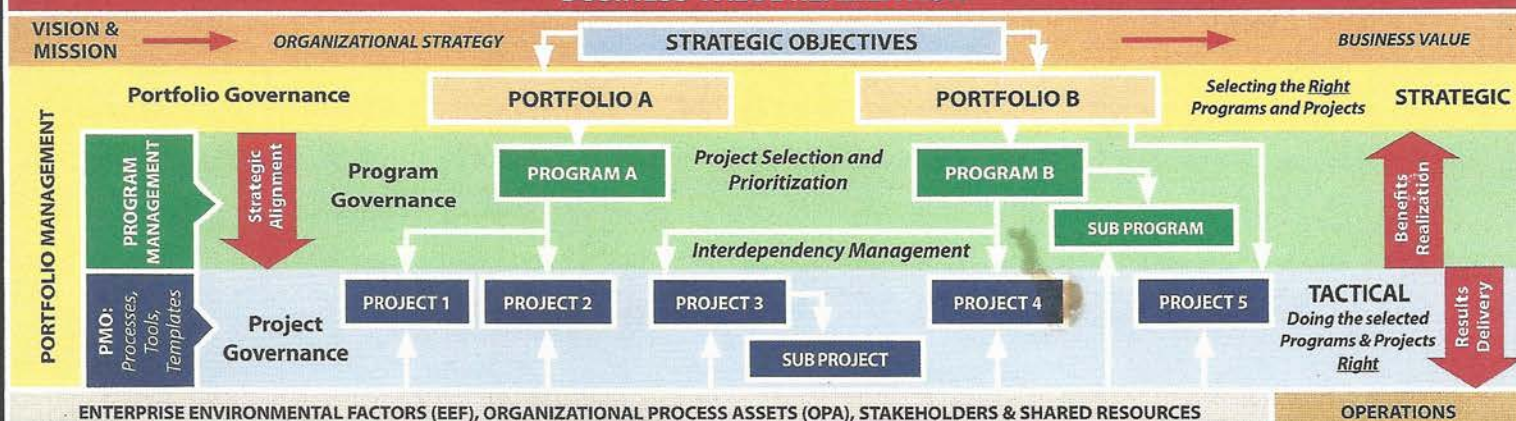 VISION &
MISSION
ORGANIZATIONAL STRATEGY
STRATEGIC OBJECTIVES
BUSINESS VALUE
PORTFOLIO MANAGEMENT
Portfolio Governance
PORTFOLIO A
PORTFOLIO B
Selecting the Right
Programs and Projects
STRATEGIC
PROGRAM
MANAGEMENT
Strategic
Alignment
Program
Governance
PROGRAM A
Project Selection and
Prioritization
PROGRAM B
SUB PROGRAM
Benefits
Realization
Interdependency Management
PMO:
Processes,
Tools,
Templates
Project
Governance
PROJECT 1
PROJECT 2
PROJECT 3
SUB PROJECT
PROJECT 4
PROJECT 5
TACTICAL
Doing the selected
Programs & Projects
Right
Results
Delivery
ENTERPRISE ENVIRONMENTAL FACTORS (EEF), ORGANIZATIONAL PROCESS ASSETS (OPA), STAKEHOLDERS & SHARED RESOURCES
OPERATIONS